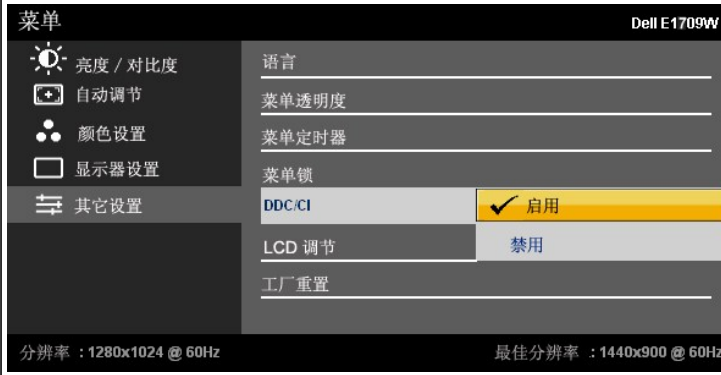 菜单 Dell E1709W
亮度 / 对比度
自动调节
颜色设置
显示器设置
其它设置
语言
菜单透明度
菜单定时器
菜单锁
DDC/CI
启用
禁用
LCD 调节
工厂重置
分辨率 : 1280x1024 @ 60Hz
最佳分辨率 .: 1440x900 @ 60Hz